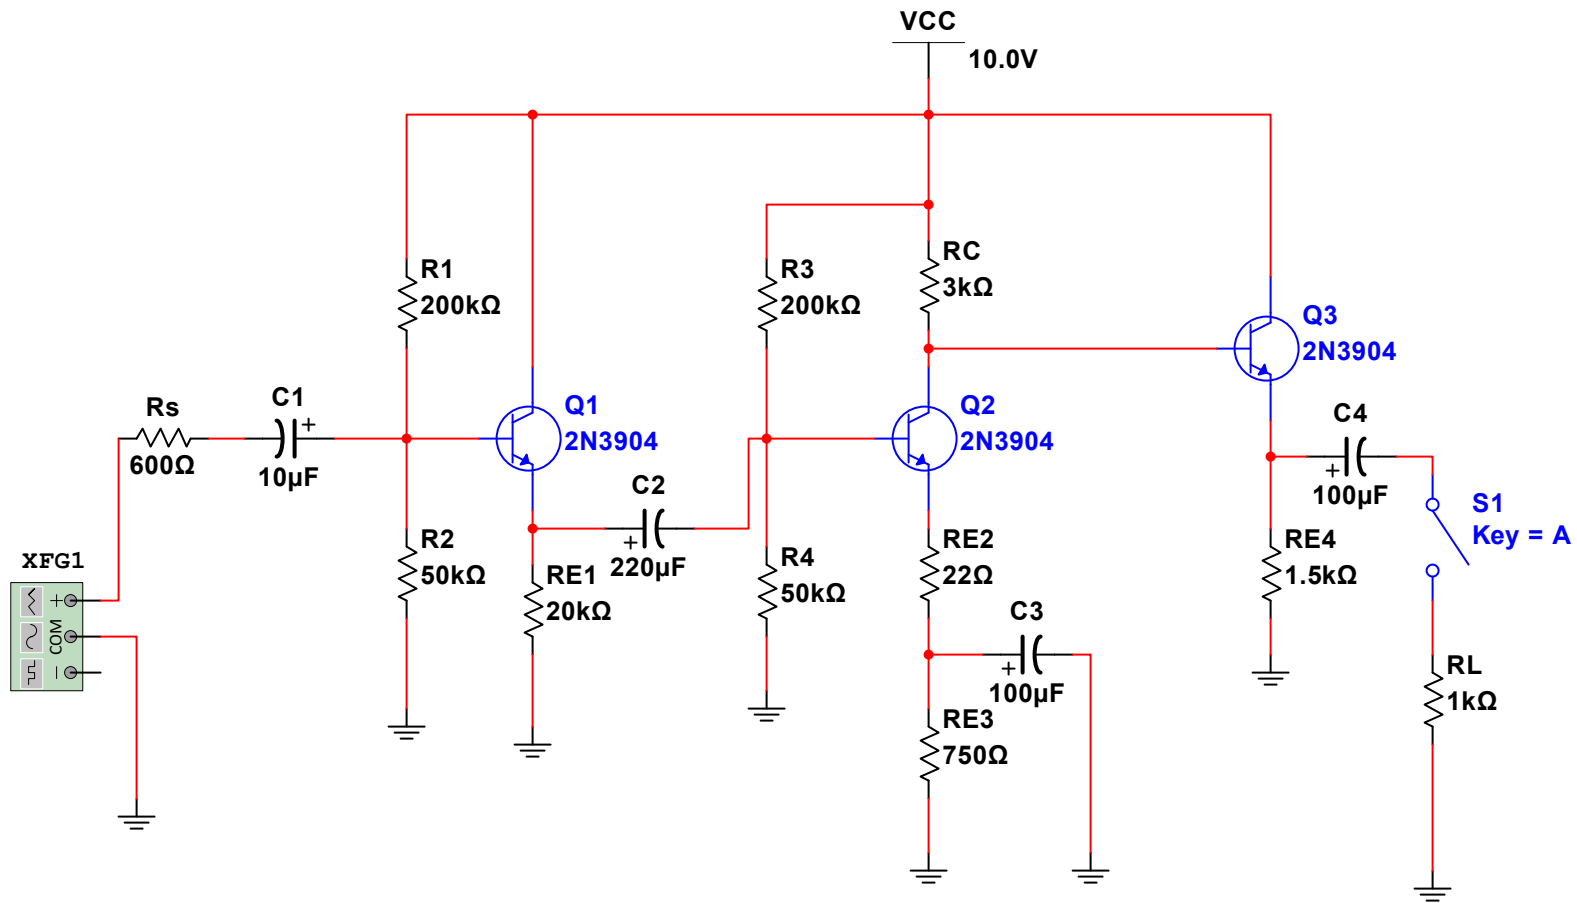 VCC
10.0V
R1
200kΩ
R3
200kΩ
RC
3kΩ
Q3
2N3904
Rs
600Ω
C1
+
10µF
Q1
2N3904
Q2
2N3904
C4
+
100µF
C2
+
220µF
S1
Key = A
XFG1
+
COM
−
R2
50kΩ
RE1
20kΩ
R4
50kΩ
RE2
22Ω
RE4
1.5kΩ
C3
+
100µF
RE3
750Ω
RL
1kΩ